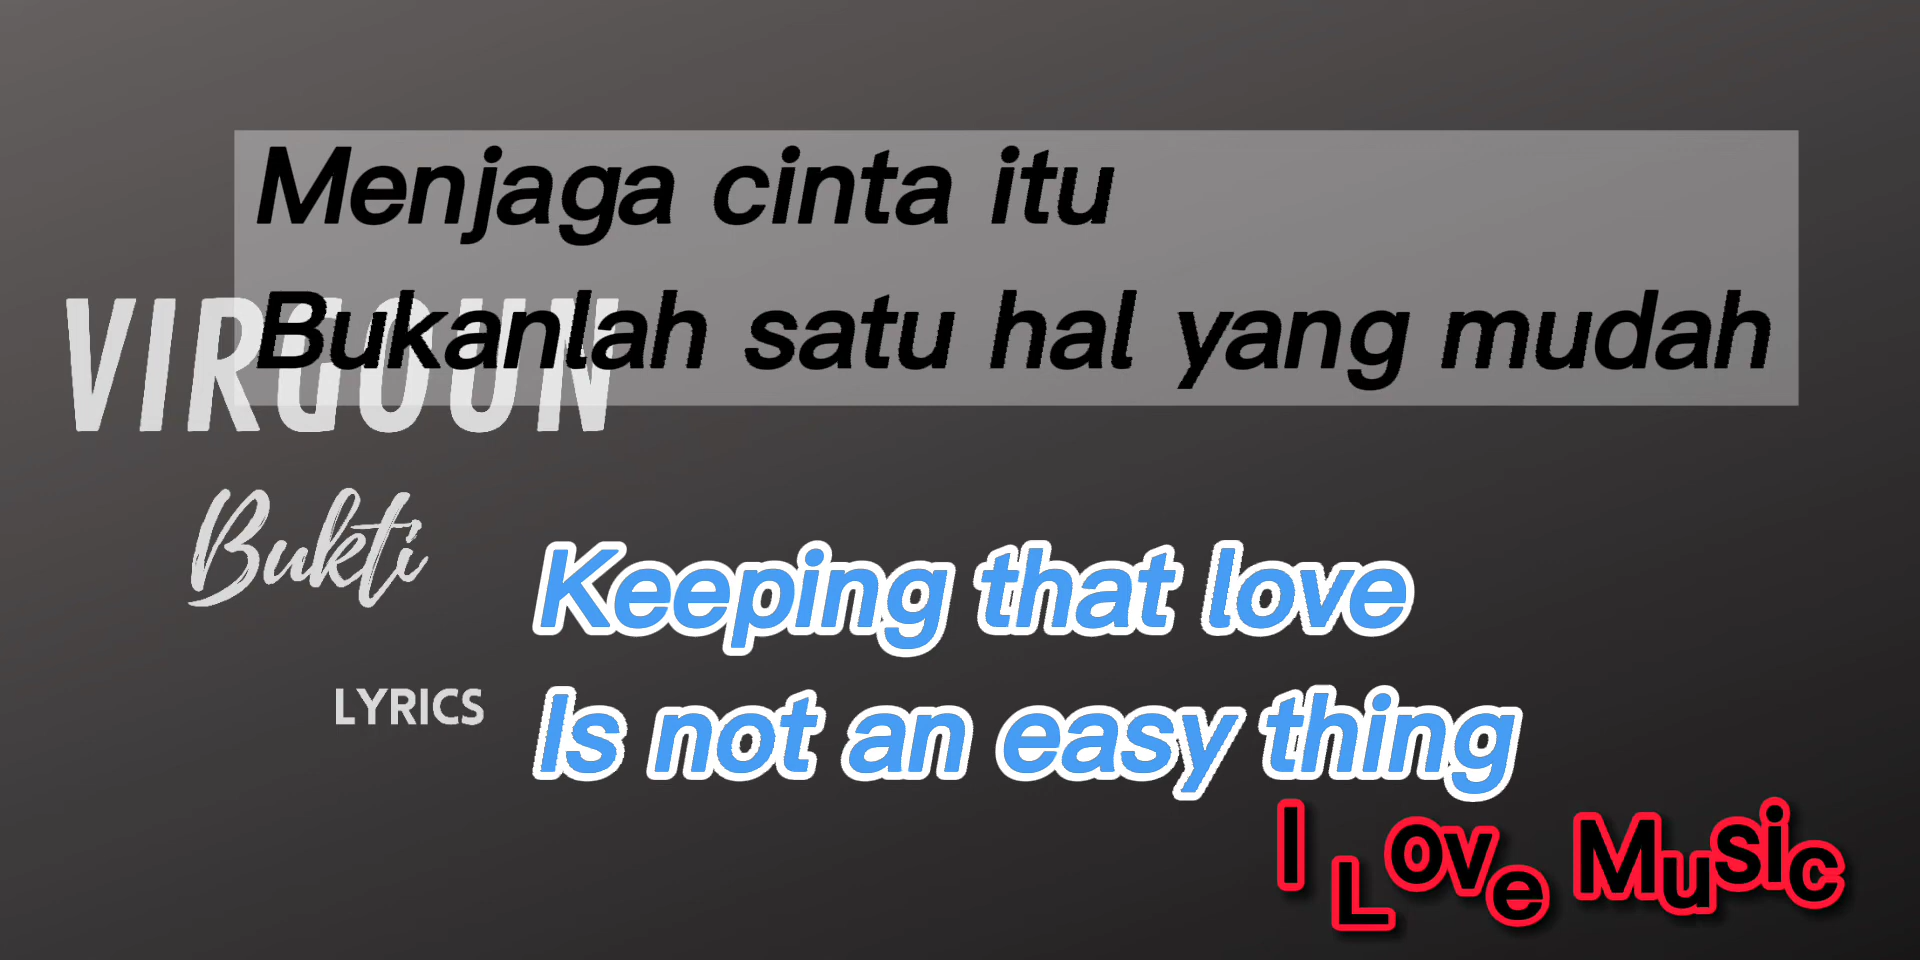 Menjaga cinta itu
Bukanlah satu hal yang mudah
VIRGOUN
Bukti
LYRICS
Keeping that love
Is not an easy thing
I Love Music